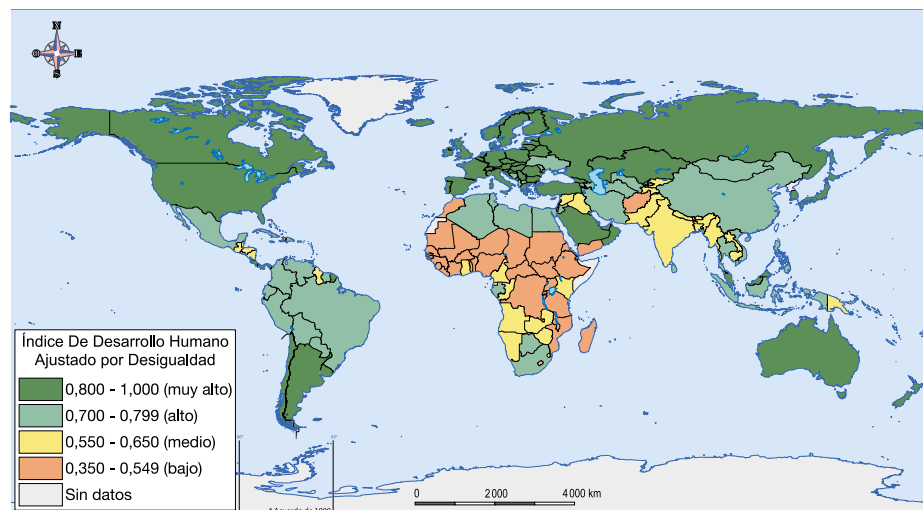 N
O E
S
Índice De Desarrollo Humano
Ajustado por Desigualdad
0,800 - 1,000 (muy alto)
0,700 - 0,799 (alto)
0,550 - 0,650 (medio)
0,350 - 0,549 (bajo)
Sin datos
0 2000 4000 km